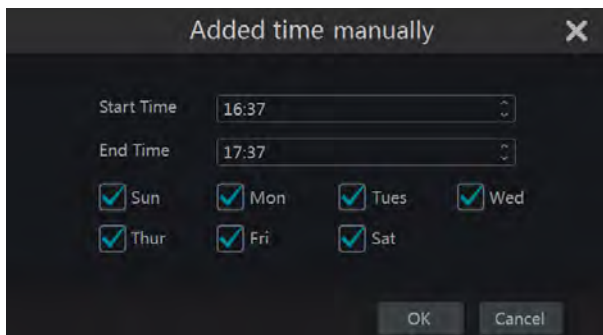 Added time manually
Start Time 16:37
End Time 17:37
Sun Mon Tues Wed
Thur Fri Sat
OK Cancel